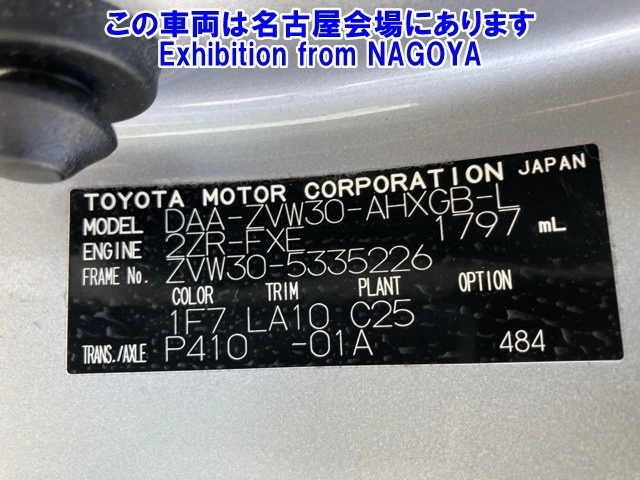 この車両は名古屋会場にあります
Exhibition from NAGOYA
TOYOTA MOTOR CORPORATION JAPAN
MODEL DAA-ZVW30-AHXGB-L
ENGINE 2ZR-FXE 1797 mL
FRAME No. ZVW30-5335226
COLOR TRIM PLANT OPTION
1F7 LA10 C25
TRANS./AXLE P410 -01A 484